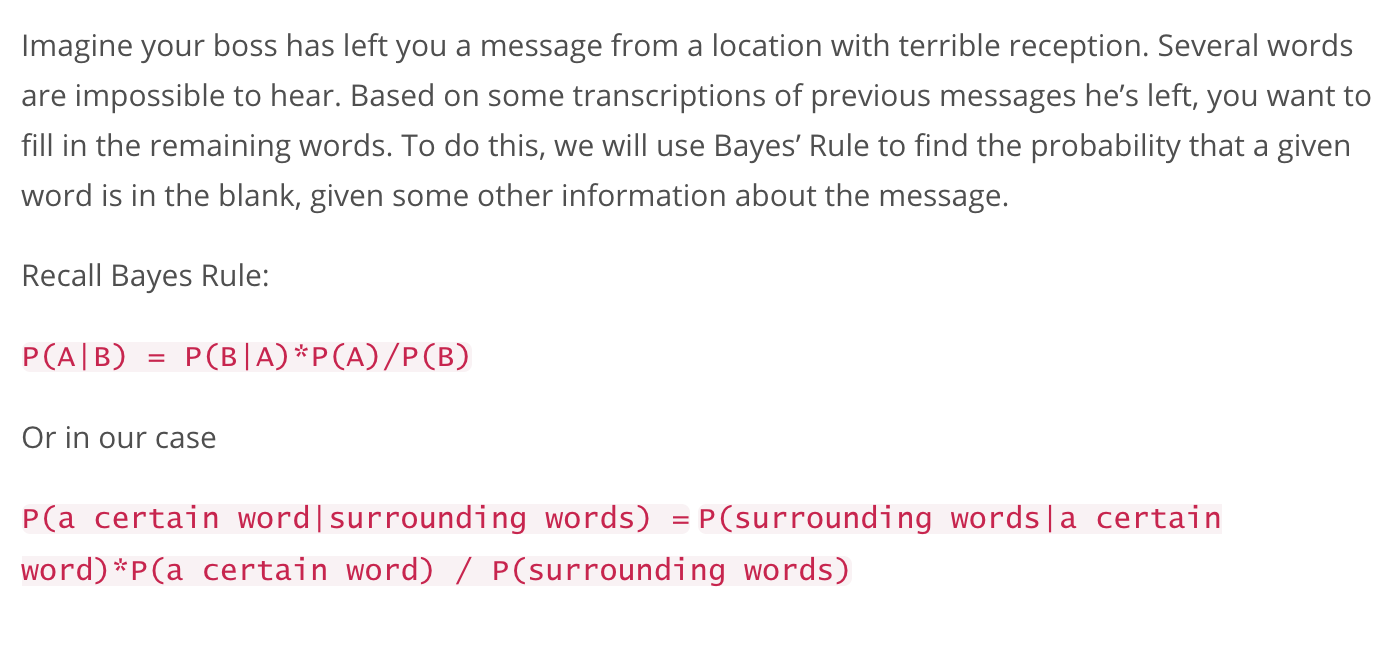 Imagine your boss has left you a message from a location with terrible reception. Several words
are impossible to hear. Based on some transcriptions of previous messages he’s left, you want to
fill in the remaining words. To do this, we will use Bayes’ Rule to find the probability that a given
word is in the blank, given some other information about the message.
Recall Bayes Rule:
P(A|B) = P(B|A)*P(A)/P(B)
Or in our case
P(a certain word|surrounding words) = P(surrounding words|a certain
word)*P(a certain word) / P(surrounding words)